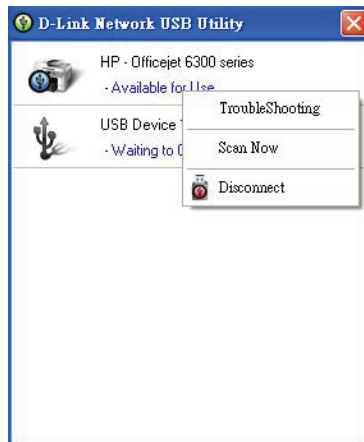 D-Link Network USB Utility
HP - Officejet 6300 series
- Available for Use
TroubleShooting
USB Device
Scan Now
- Waiting to
Disconnect